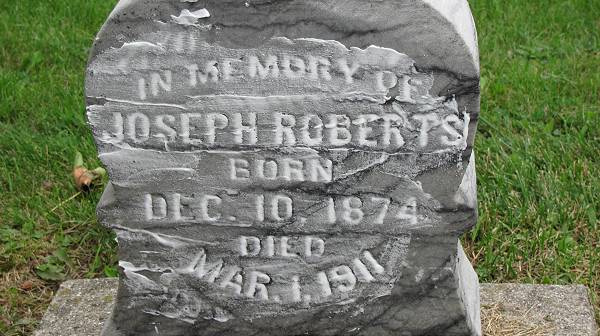 IN MEMORY OF
JOSEPH ROBERTS
BORN
DEC. 10, 1874
DIED
MAR. 1, 1911